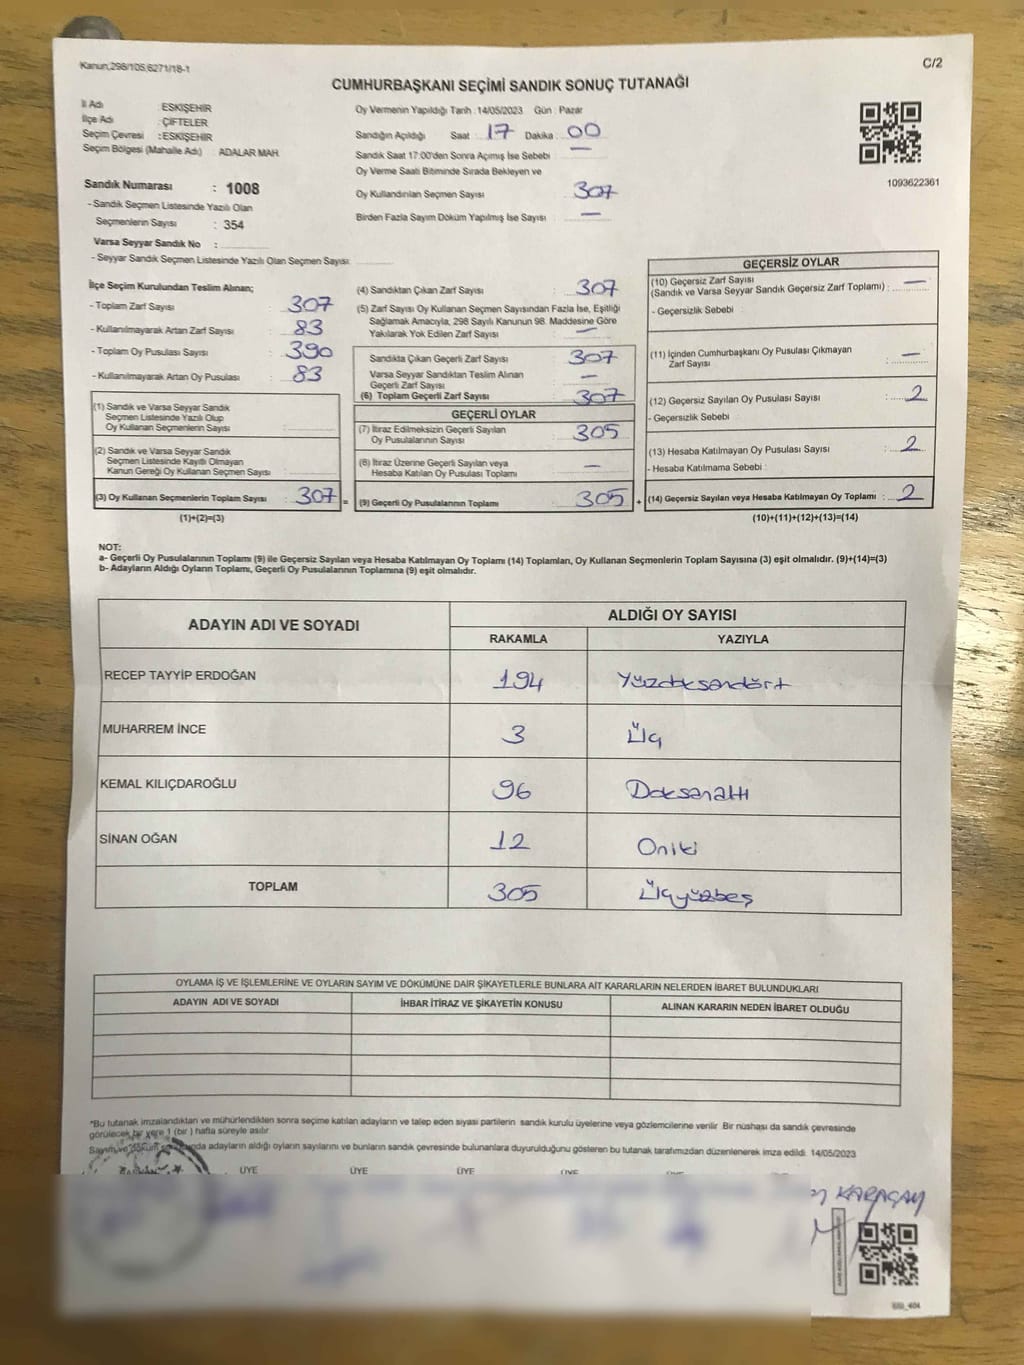 Kanun;298/105,6271/18-1
C/2
CUMHURBAŞKANI SEÇİMİ SANDIK SONUÇ TUTANAĞI
İl Adı : ESKİŞEHİR
İlçe Adı : ÇİFTELER
Seçim Çevresi : ESKİŞEHİR
Seçim Bölgesi (Mahalle Adı) : ADALAR MAH.
Oy Vermenin Yapıldığı Tarih : 14/05/2023 Gün : Pazar
Sandığın Açıldığı Saat : 17 Dakika : 00
Sandık Saat 17:00'den Sonra Açımış İse Sebebi : —
Oy Verme Saati Bitiminde Sırada Bekleyen ve
Oy Kullandırılan Seçmen Sayısı : 307
Birden Fazla Sayım Döküm Yapılmış İse Sayısı : —
1093622361
Sandık Numarası : 1008
- Sandık Seçmen Listesinde Yazılı Olan
Seçmenlerin Sayısı : 354
Varsa Seyyar Sandık No :
- Seyyar Sandık Seçmen Listesinde Yazılı Olan Seçmen Sayısı:
İlçe Seçim Kurulundan Teslim Alınan;
- Toplam Zarf Sayısı : 307
- Kullanılmayarak Artan Zarf Sayısı : 83
- Toplam Oy Pusulası Sayısı : 390
- Kullanılmayarak Artan Oy Pusulası : 83
(1) Sandık ve Varsa Seyyar Sandık
Seçmen Listesinde Yazılı Olup
Oy Kullanan Seçmenlerin Sayısı :
(2) Sandık ve Varsa Seyyar Sandık
Seçmen Listesinde Kayıtlı Olmayan
Kanun Gereği Oy Kullanan Seçmen Sayısı :
(3) Oy Kullanan Seçmenlerin Toplam Sayısı : 307 =
(1)+(2)=(3)
(4) Sandıktan Çıkan Zarf Sayısı : 307
(5) Zarf Sayısı Oy Kullanan Seçmen Sayısından Fazla İse, Eşitliği
Sağlamak Amacıyla, 298 Sayılı Kanunun 98. Maddesine Göre
Yakılarak Yok Edilen Zarf Sayısı : —
Sandıkta Çıkan Geçerli Zarf Sayısı : 307
Varsa Seyyar Sandıktan Teslim Alınan
Geçerli Zarf Sayısı : —
(6) Toplam Geçerli Zarf Sayısı : 307
GEÇERLİ OYLAR
(7) İtiraz Edilmeksizin Geçerli Sayılan
Oy Pusulalarının Sayısı : 305
(8) İtiraz Üzerine Geçerli Sayılan veya
Hesaba Katılan Oy Pusulası Toplamı : —
(9) Geçerli Oy Pusulalarının Toplamı : 305 +
GEÇERSİZ OYLAR
(10) Geçersiz Zarf Sayısı : —
(Sandık ve Varsa Seyyar Sandık Geçersiz Zarf Toplamı) :
- Geçersizlik Sebebi
(11) İçinden Cumhurbaşkanı Oy Pusulası Çıkmayan
Zarf Sayısı : —
(12) Geçersiz Sayılan Oy Pusulası Sayısı : 2
- Geçersizlik Sebebi
(13) Hesaba Katılmayan Oy Pusulası Sayısı : 2
- Hesaba Katılmama Sebebi :
(14) Geçersiz Sayılan veya Hesaba Katılmayan Oy Toplamı : 2
(10)+(11)+(12)+(13)=(14)
NOT:
a- Geçerli Oy Pusulalarının Toplamı (9) ile Geçersiz Sayılan veya Hesaba Katılmayan Oy Toplamı (14) Toplamları, Oy Kullanan Seçmenlerin Toplam Sayısına (3) eşit olmalıdır. (9)+(14)=(3)
b- Adayların Aldığı Oyların Toplamı, Geçerli Oy Pusulalarının Toplamına (9) eşit olmalıdır.
ADAYIN ADI VE SOYADI
ALDIĞI OY SAYISI
RAKAMLA YAZIYLA
RECEP TAYYİP ERDOĞAN 194 Yüzdoksandört
MUHARREM İNCE 3 Üç
KEMAL KILIÇDAROĞLU 96 Doksanaltı
SİNAN OĞAN 12 Oniki
TOPLAM 305 Üçyüzbeş
OYLAMA İŞ VE İŞLEMLERİNE VE OYLARIN SAYIM VE DÖKÜMÜNE DAİR ŞİKAYETLERLE BUNLARA AİT KARARLARIN NELERDEN İBARET BULUNDUKLARI
ADAYIN ADI VE SOYADI İHBAR İTİRAZ VE ŞİKAYETİN KONUSU ALINAN KARARIN NEDEN İBARET OLDUĞU
*Bu tutanak imzalandıktan ve mühürlendikten sonra seçime katılan adayların ve talep eden siyasi partilerin sandık kurulu üyelerine veya gözlemcilerine verilir. Bir nüshası da sandık çevresinde
görülecek bir yere 1 (bir) hafta süreyle asılır.
Sayım ve döküm adayların aldığı oyların sayılarını ve bunların sandık çevresinde bulunanlara duyurulduğunu gösteren bu tutanak tarafımızdan düzenlenerek imza edildi. 14/05/2023
ÜYE ÜYE ÜYE
KARAÇAY